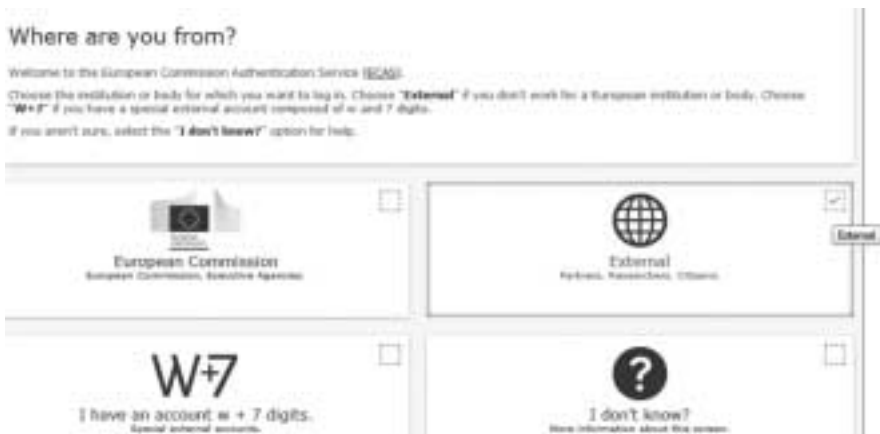 Where are you from?
Welcome to the European Commission Authentication Service (ECAS).
Choose the institution or body for which you want to log in. Choose "External" if you don't work for a European institution or body. Choose
"W+7" if you have a special external account composed of w and 7 digits.
If you aren't sure, select the "I don't know?" option for help.
European Commission
European Commission, Executive Agencies
External
Partners, Researchers, Citizens
External
W+7
I have an account w + 7 digits.
Special external accounts.
?
I don't know?
More information about this screen